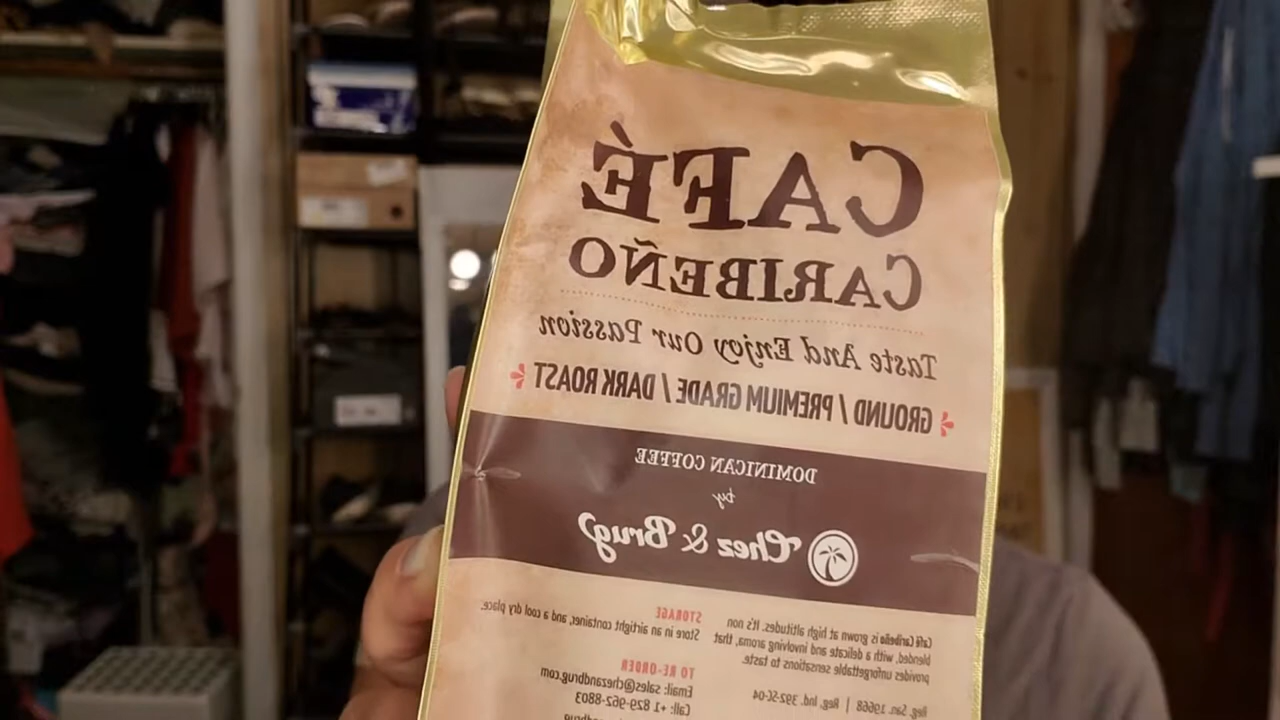 CAFÉ
CARIBEÑO
Taste And Enjoy Our Passion
GROUND / PREMIUM GRADE / DARK ROAST
DOMINICAN COFFEE
by
Chez & Brug
Café Caribeño is grown at high altitudes. It's non
blended, with a delicate and involving aroma, that
provides unforgettable sensations to taste.
Reg. San. 19668 | Reg. Ind. 392-SI-04
STORAGE
Store in an airtight container, and a cool dry place.
TO RE-ORDER
Email: sales@chezandbrug.com
Call: +1 829-962-8803